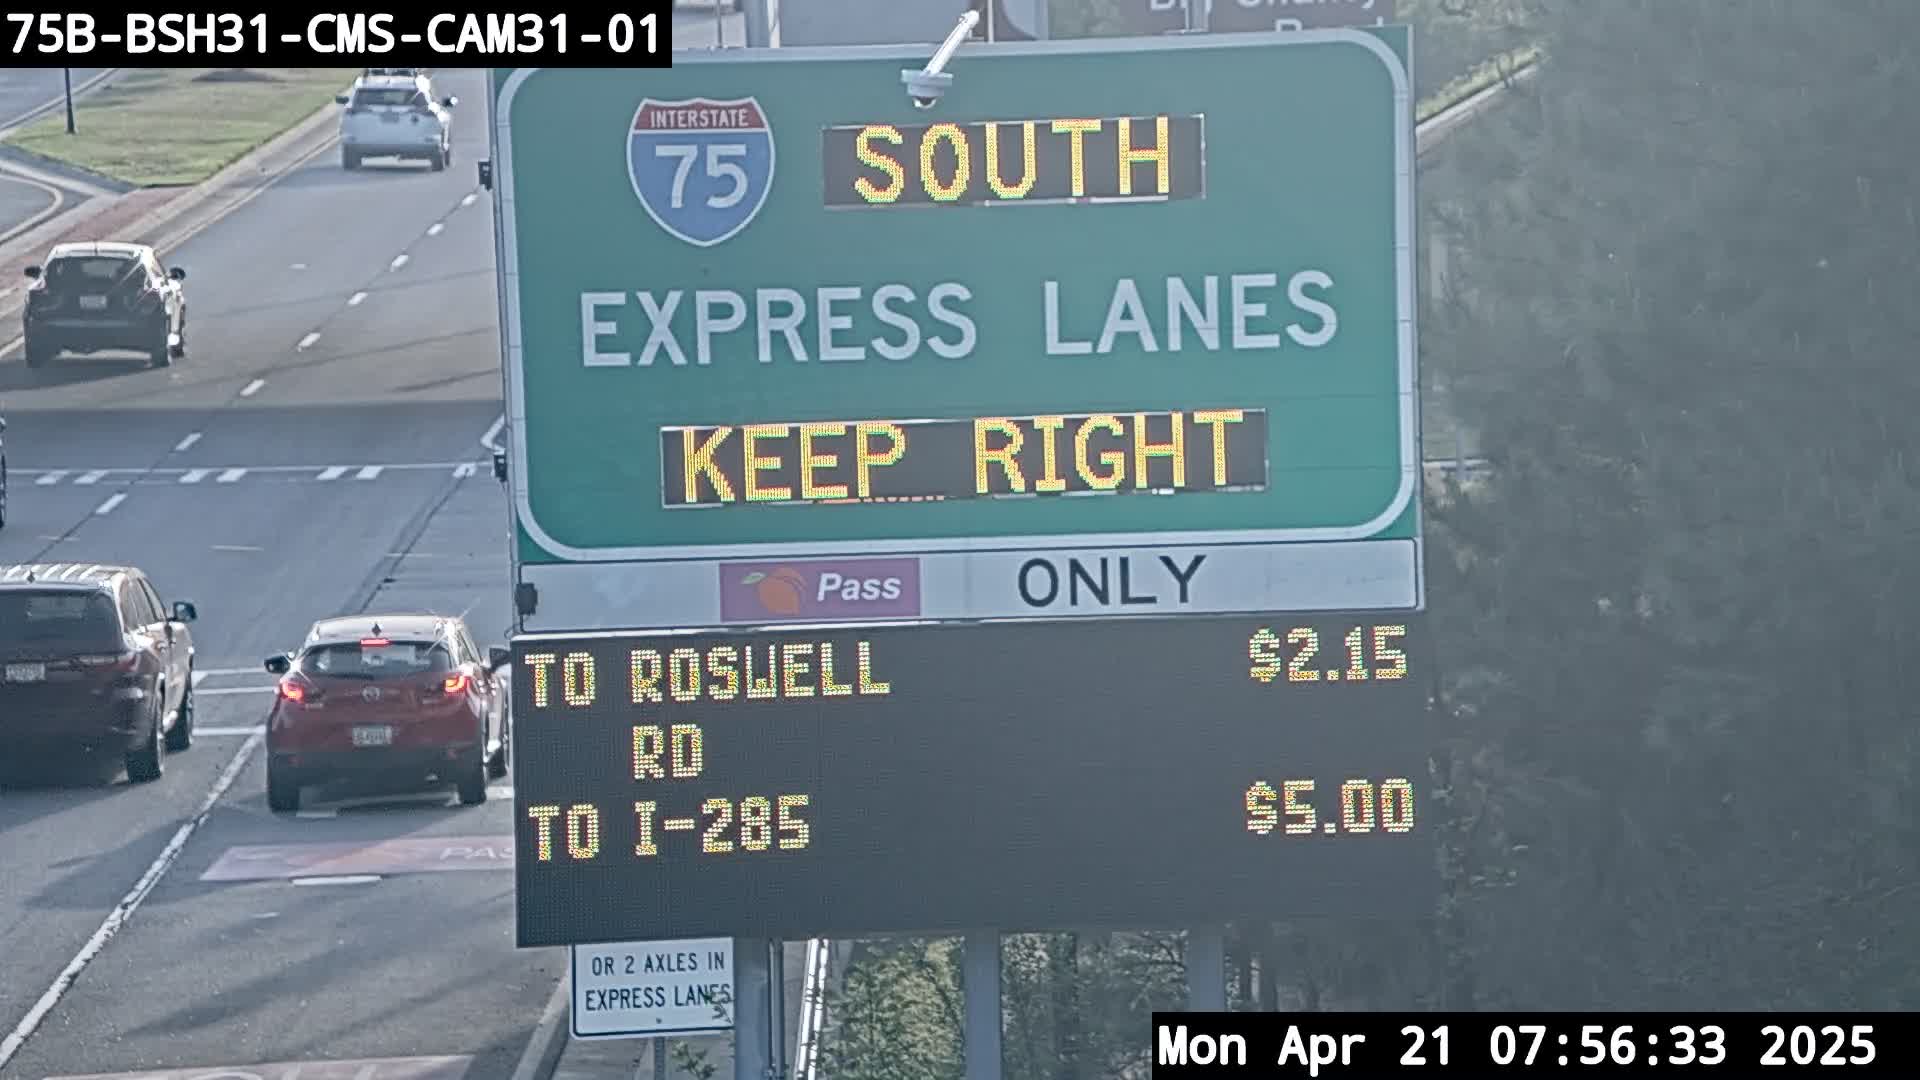 75B-BSH31-CMS-CAM31-01
INTERSTATE
75
SOUTH
EXPRESS LANES
KEEP RIGHT
Pass ONLY
TO ROSWELL $2.15
RD
TO I-285 $5.00
OR 2 AXLES IN
EXPRESS LANES
Mon Apr 21 07:56:33 2025